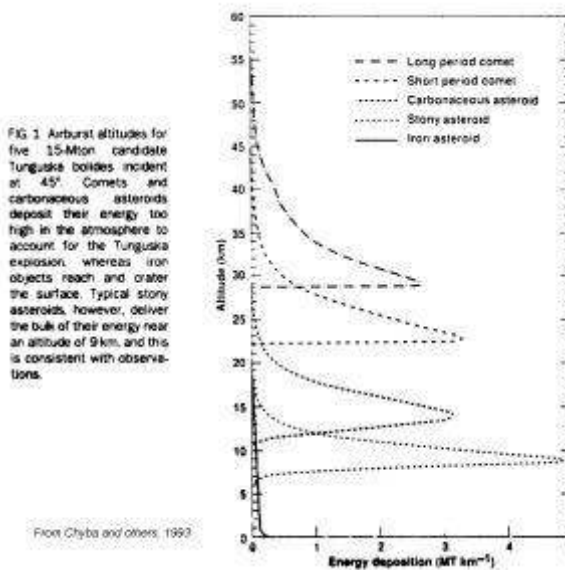 FIG 1 Airburst altitudes for
five 15-Mton candidate
Tunguska bolides incident
at 45° Comets and
carbonaceous asteroids
deposit their energy too
high in the atmosphere to
account for the Tunguska
explosion, whereas iron
objects reach and crater
the surface. Typical stony
asteroids, however, deliver
the bulk of their energy near
an altitude of 9 km, and this
is consistent with observa-
tions.
From Chyba and others, 1993
60
55
50
45
40
35
30
25
20
15
10
5
0
Altitude (km)
Long period comet
Short period comet
Carbonaceous asteroid
Stony asteroid
Iron asteroid
0
1
2
3
4
Energy deposition (MT km⁻¹)